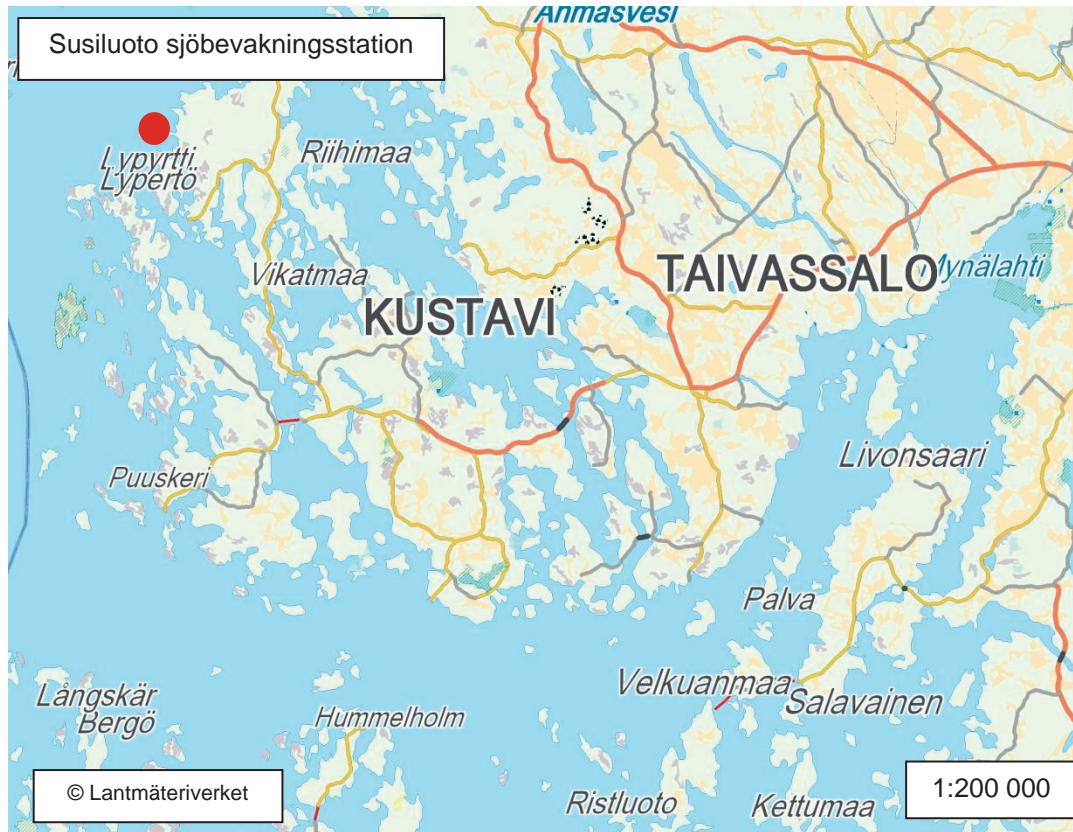 Ahmasvesi
Susiluoto sjöbevakningsstation
Lypyrtti
Lypertö
Riihimaa
Vikatmaa
TAIVASSALO
Mynälahti
KUSTAVI
Livonsaari
Puuskeri
Palva
Velkuanmaa
Salavainen
Långskär
Bergö
Hummelholm
© Lantmäteriverket
Ristluoto
Kettumaa
1:200 000